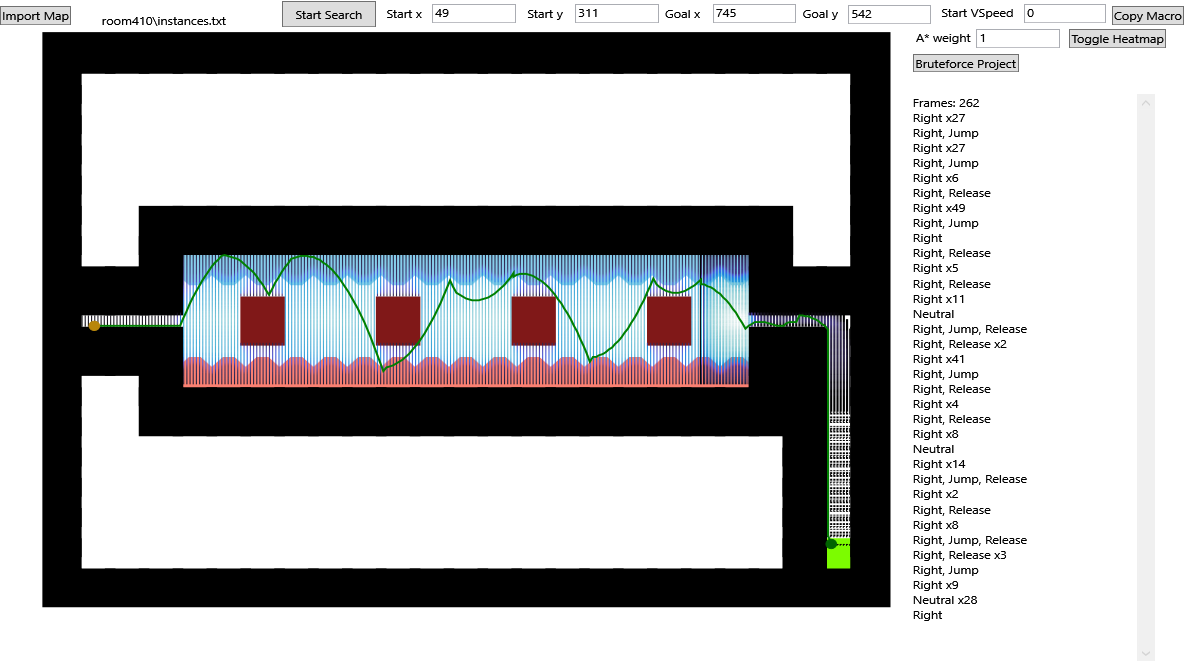 Import Map
room410\instances.txt
Start Search
Start x 49
Start y 311
Goal x 745
Goal y 542
Start VSpeed 0
Copy Macro
A* weight 1
Toggle Heatmap
Bruteforce Project
Frames: 262
Right x27
Right, Jump
Right x27
Right, Jump
Right x6
Right, Release
Right x49
Right, Jump
Right
Right, Release
Right x5
Right, Release
Right x11
Neutral
Right, Jump, Release
Right, Release x2
Right x41
Right, Jump
Right, Release
Right x4
Right, Release
Right x8
Neutral
Right x14
Right, Jump, Release
Right x2
Right, Release
Right x8
Right, Jump, Release
Right, Release x3
Right, Jump
Right x9
Neutral x28
Right